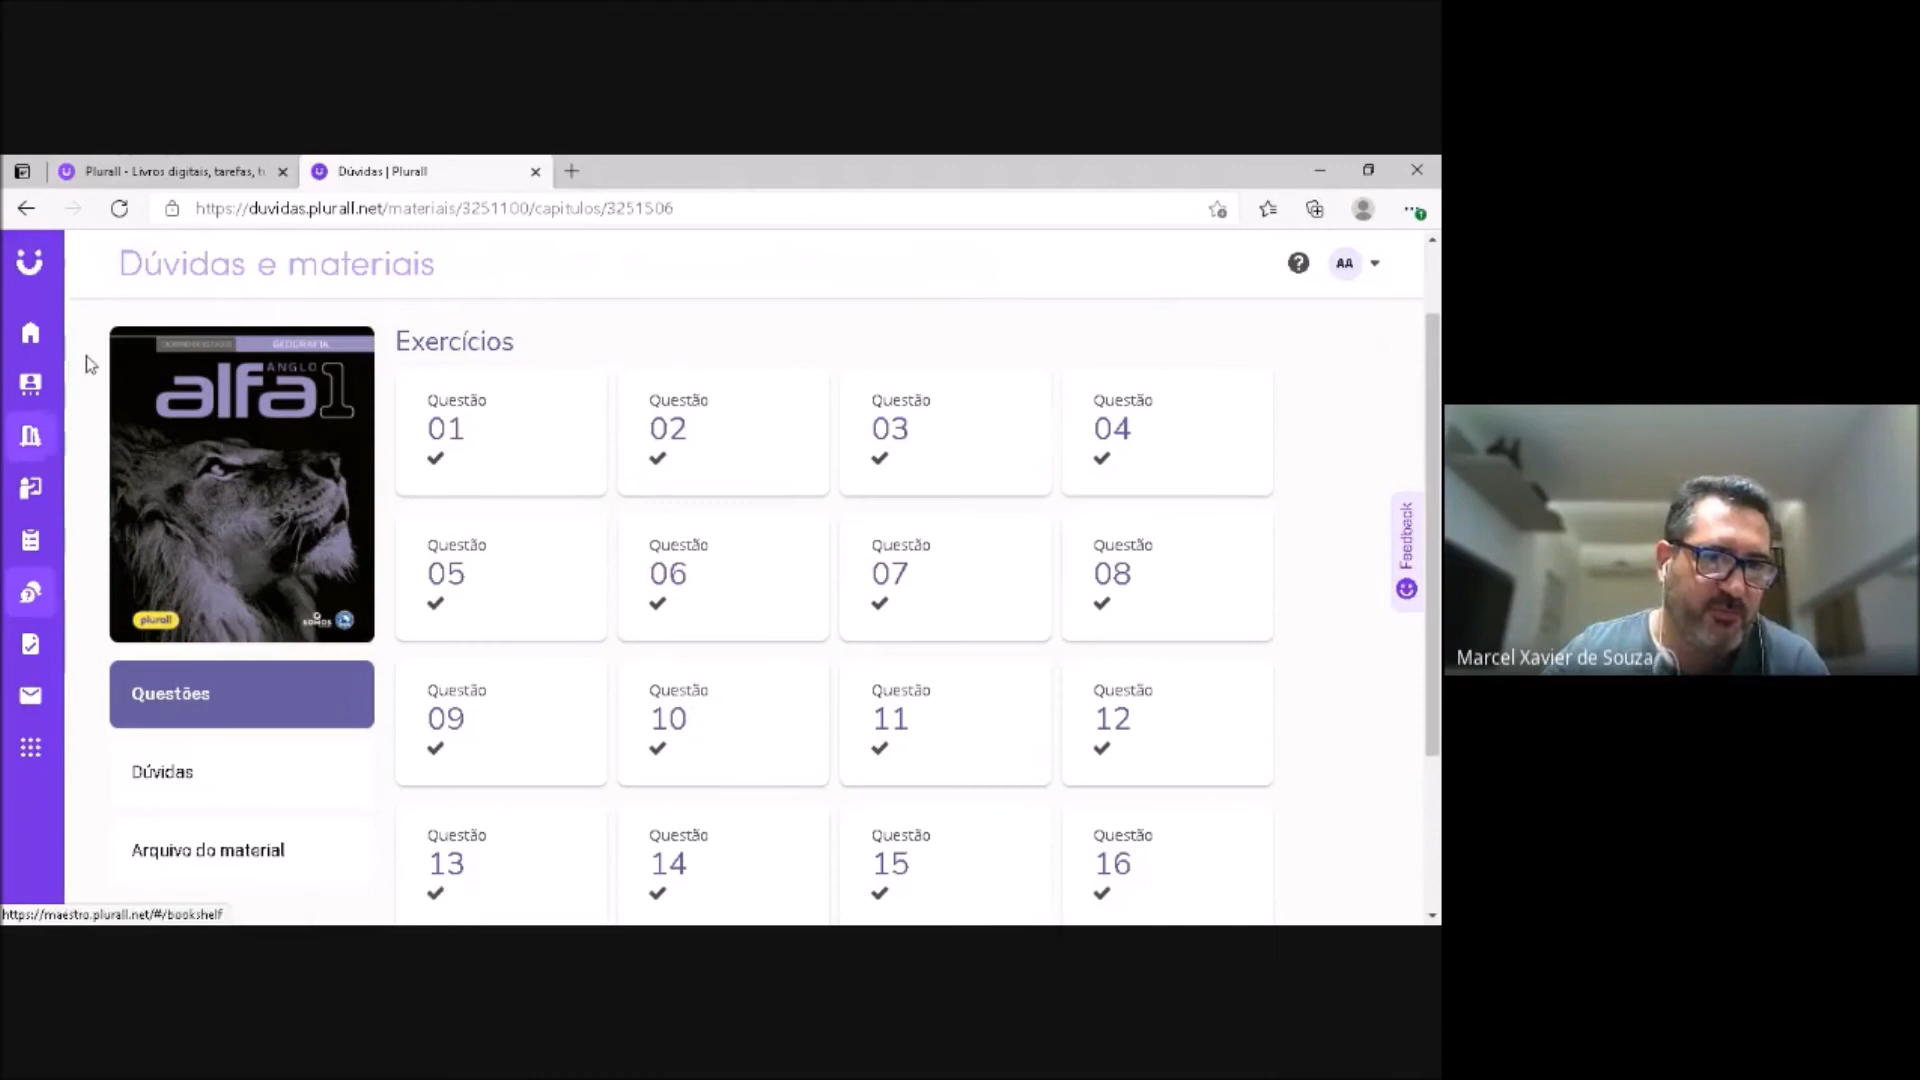 Plurall - Livros digitais, tarefas, t
Dúvidas | Plurall
https://duvidas.plurall.net/materiais/3251100/capitulos/3251506
Dúvidas e materiais
AA
GEOGRAFIA
ANGLO
alfa1
plurall
SOMOS
Questões
Dúvidas
Arquivo do material
Exercícios
Questão
01
Questão
02
Questão
03
Questão
04
Questão
05
Questão
06
Questão
07
Questão
08
Questão
09
Questão
10
Questão
11
Questão
12
Questão
13
Questão
14
Questão
15
Questão
16
Feedback
https://maestro.plurall.net/#/bookshelf
Marcel Xavier de Souza